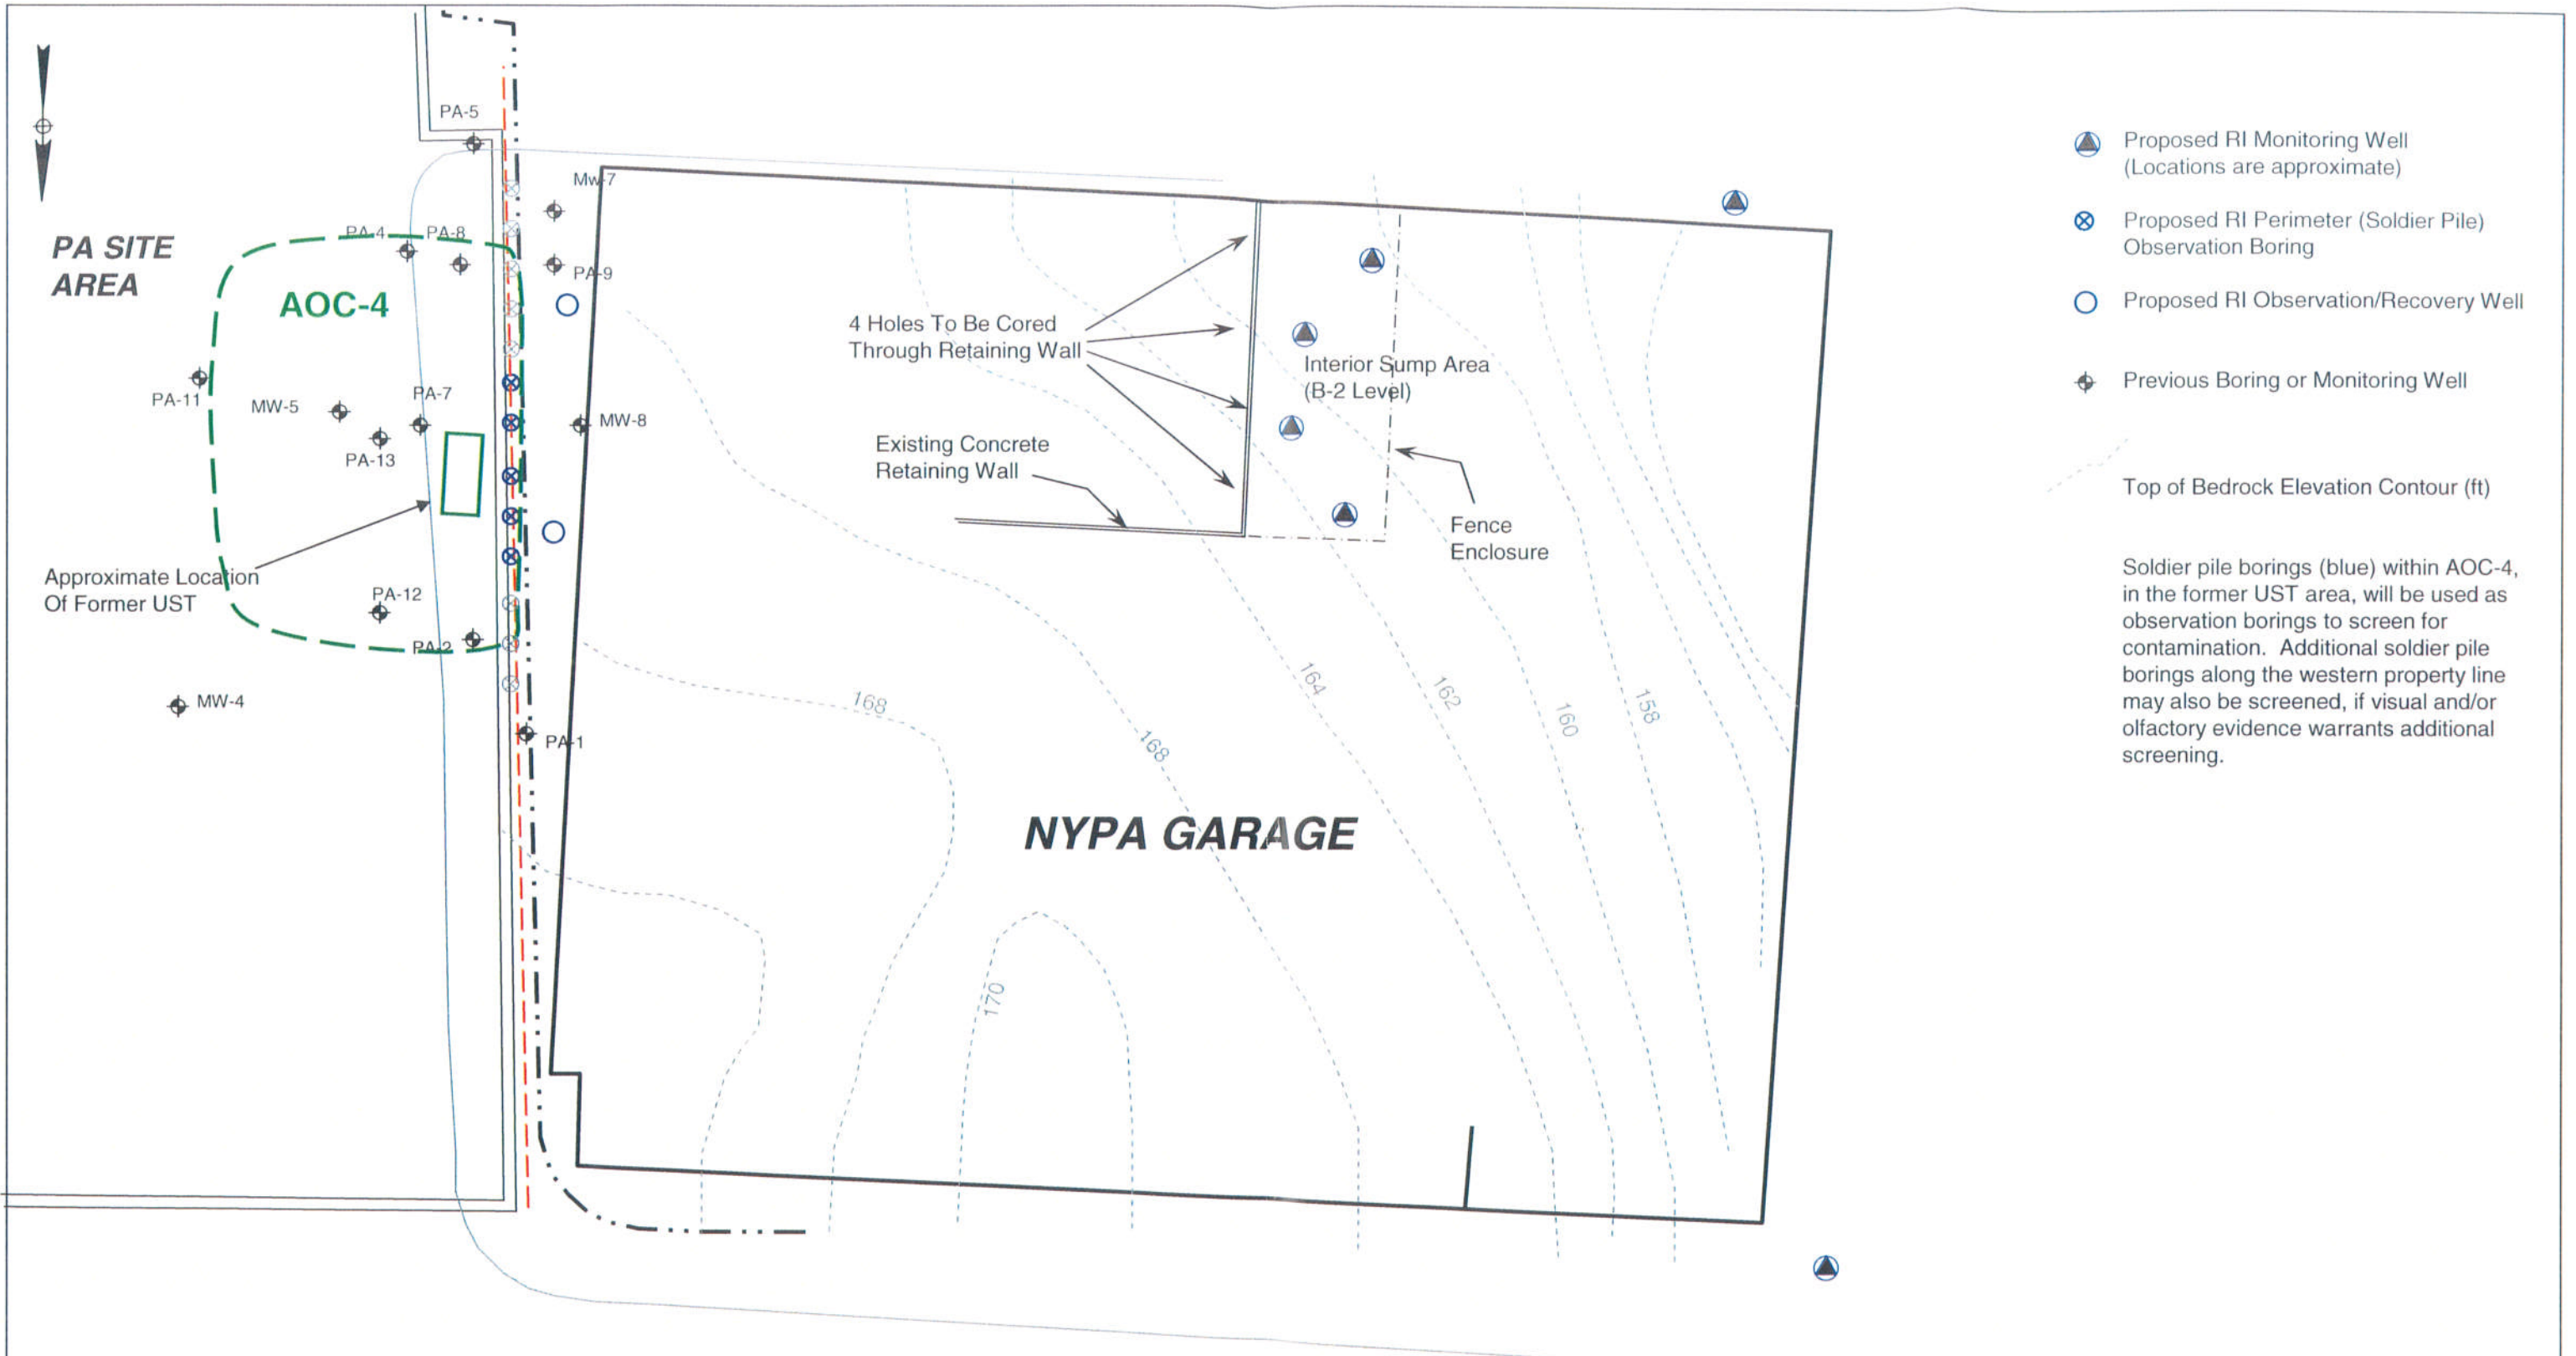 PA-5
Mw-7
PA SITE
AREA
PA-4
PA-8
PA-9
AOC-4
PA-11
MW-5
PA-7
PA-13
MW-8
Approximate Location
Of Former UST
PA-12
PA-2
MW-4
PA-1
4 Holes To Be Cored
Through Retaining Wall
Existing Concrete
Retaining Wall
Interior Sump Area
(B-2 Level)
Fence
Enclosure
168
168
164
162
160
158
170
NYPA GARAGE
Proposed RI Monitoring Well
(Locations are approximate)
Proposed RI Perimeter (Soldier Pile)
Observation Boring
Proposed RI Observation/Recovery Well
Previous Boring or Monitoring Well
Top of Bedrock Elevation Contour (ft)
Soldier pile borings (blue) within AOC-4,
in the former UST area, will be used as
observation borings to screen for
contamination. Additional soldier pile
borings along the western property line
may also be screened, if visual and/or
olfactory evidence warrants additional
screening.